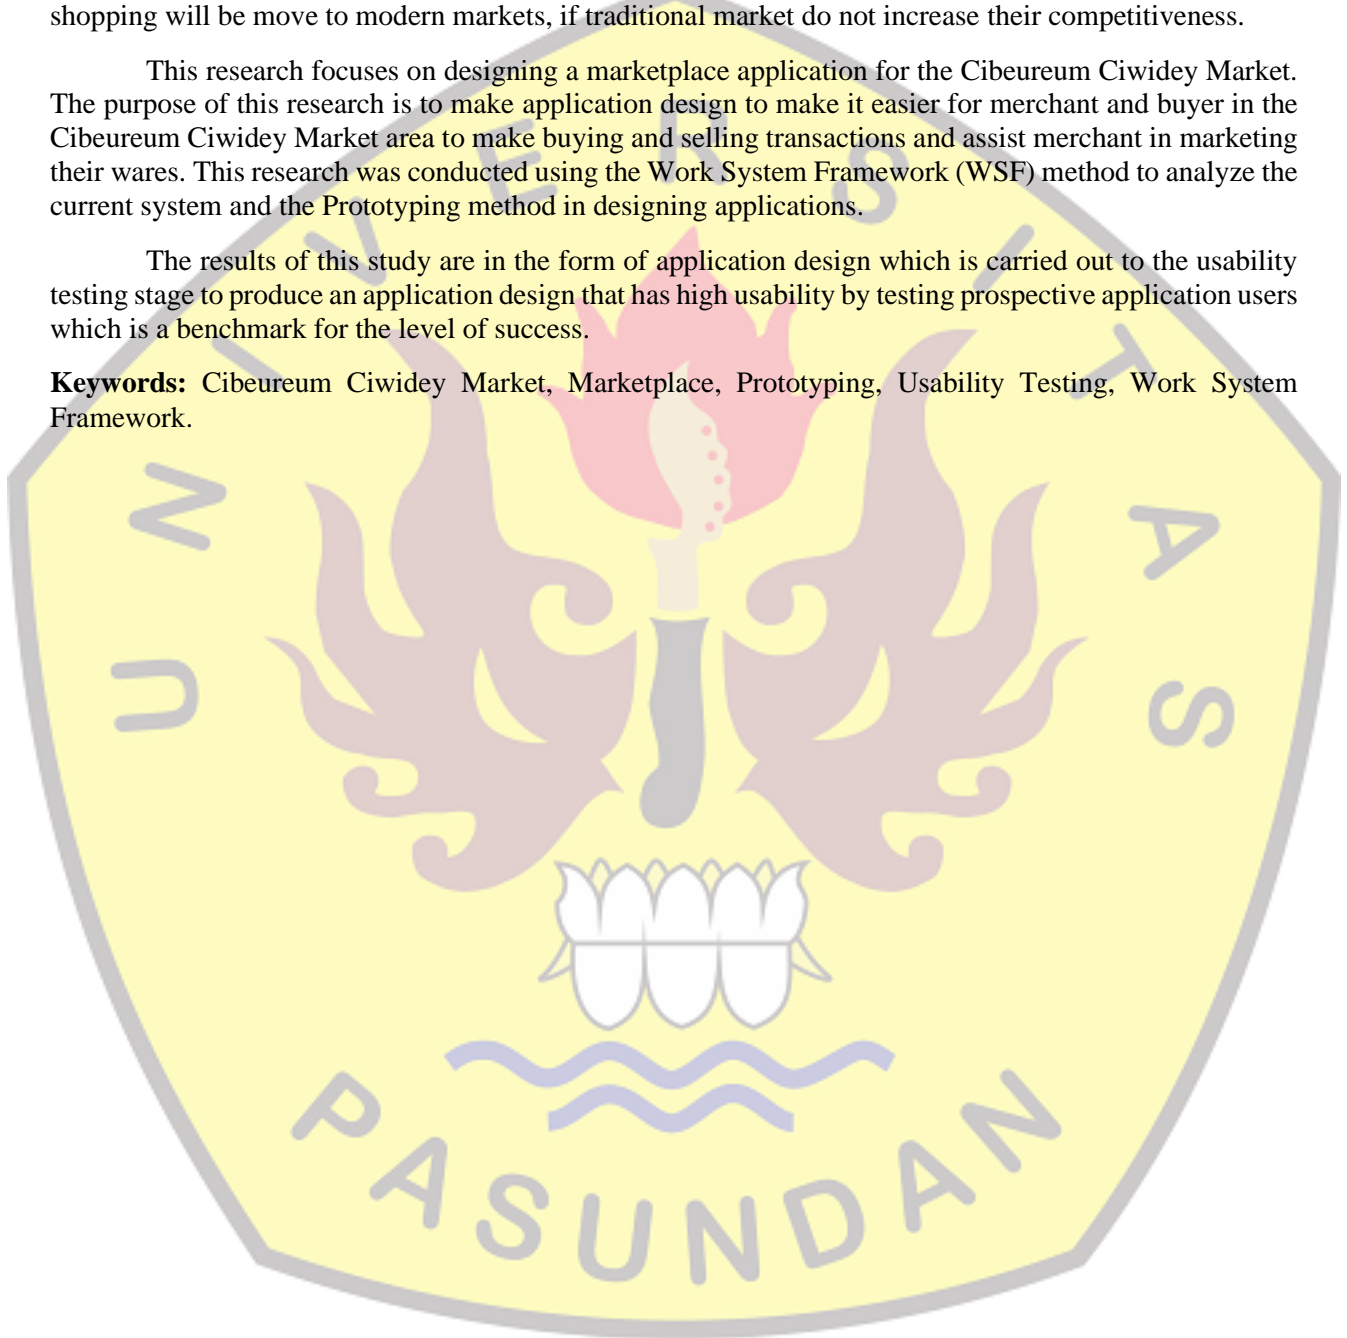 shopping will be move to modern markets, if traditional market do not increase their competitiveness.
This research focuses on designing a marketplace application for the Cibeureum Ciwidey Market.
The purpose of this research is to make application design to make it easier for merchant and buyer in the
Cibeureum Ciwidey Market area to make buying and selling transactions and assist merchant in marketing
their wares. This research was conducted using the Work System Framework (WSF) method to analyze the
current system and the Prototyping method in designing applications.
The results of this study are in the form of application design which is carried out to the usability
testing stage to produce an application design that has high usability by testing prospective application users
which is a benchmark for the level of success.
Keywords: Cibeureum Ciwidey Market, Marketplace, Prototyping, Usability Testing, Work System
Framework.
UNIVERSITAS
PASUNDAN